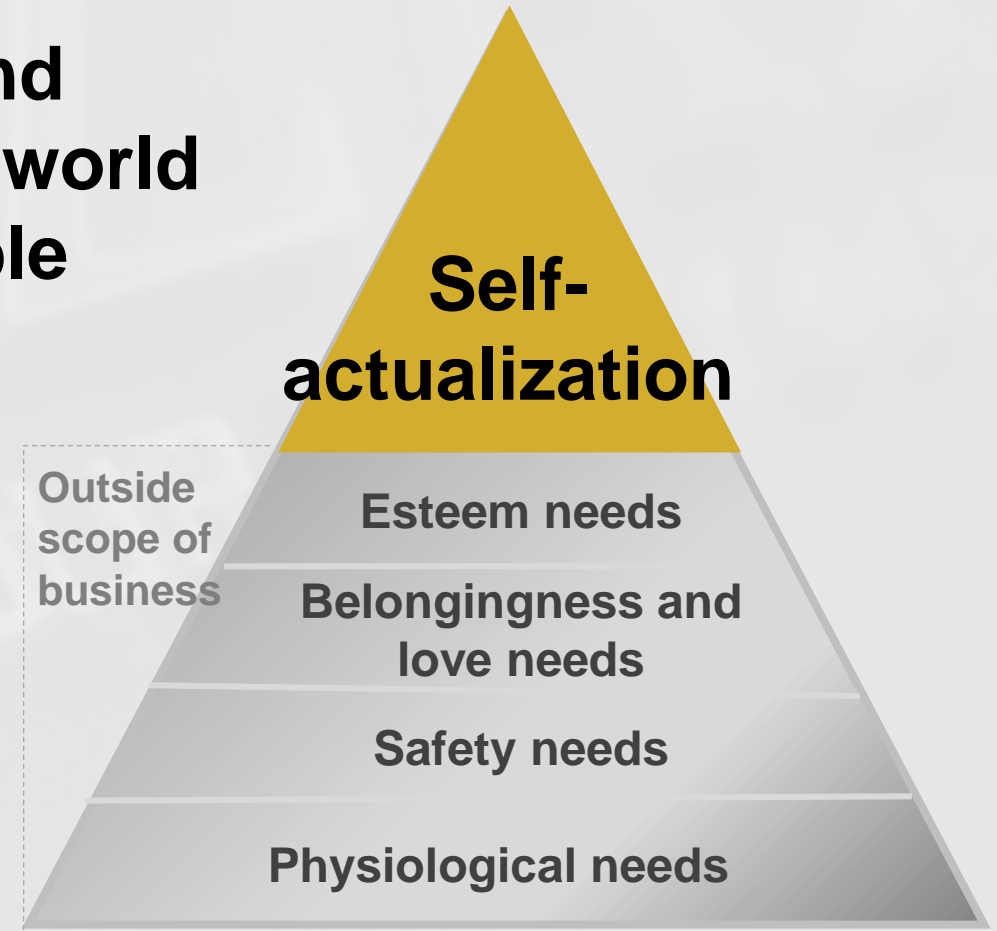 nd
world
ple
Self-
actualization
Outside
scope of
business
Esteem needs
Belongingness and
love needs
Safety needs
Physiological needs